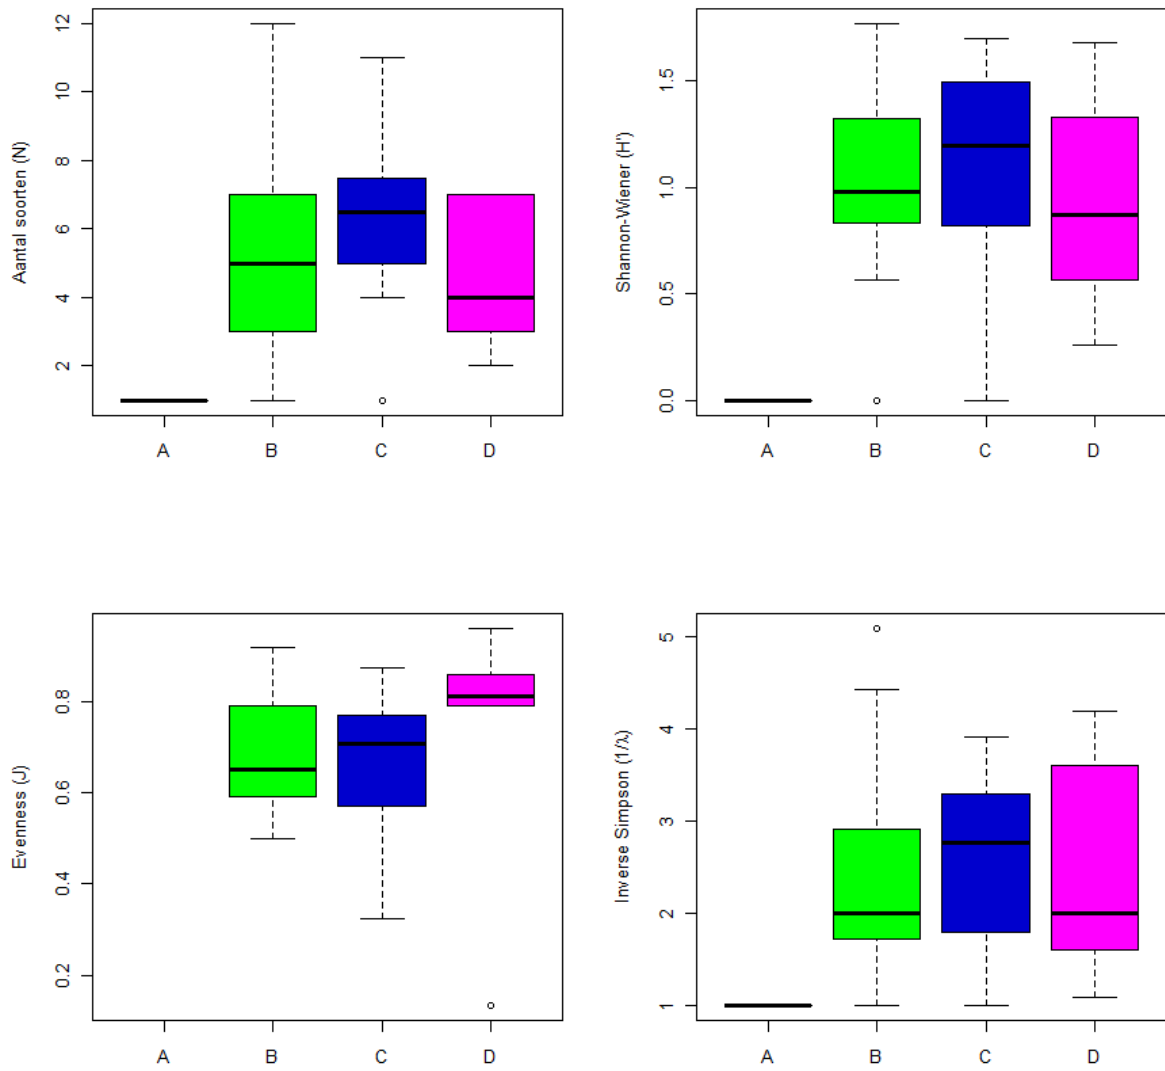 Aantal soorten (N)
12
10
8
6
4
2
A B C D
Shannon-Wiener (H')
1.5
1.0
0.5
0.0
A B C D
Evenness (J)
0.8
0.6
0.4
0.2
A B C D
Inverse Simpson (1/λ)
5
4
3
2
1
A B C D